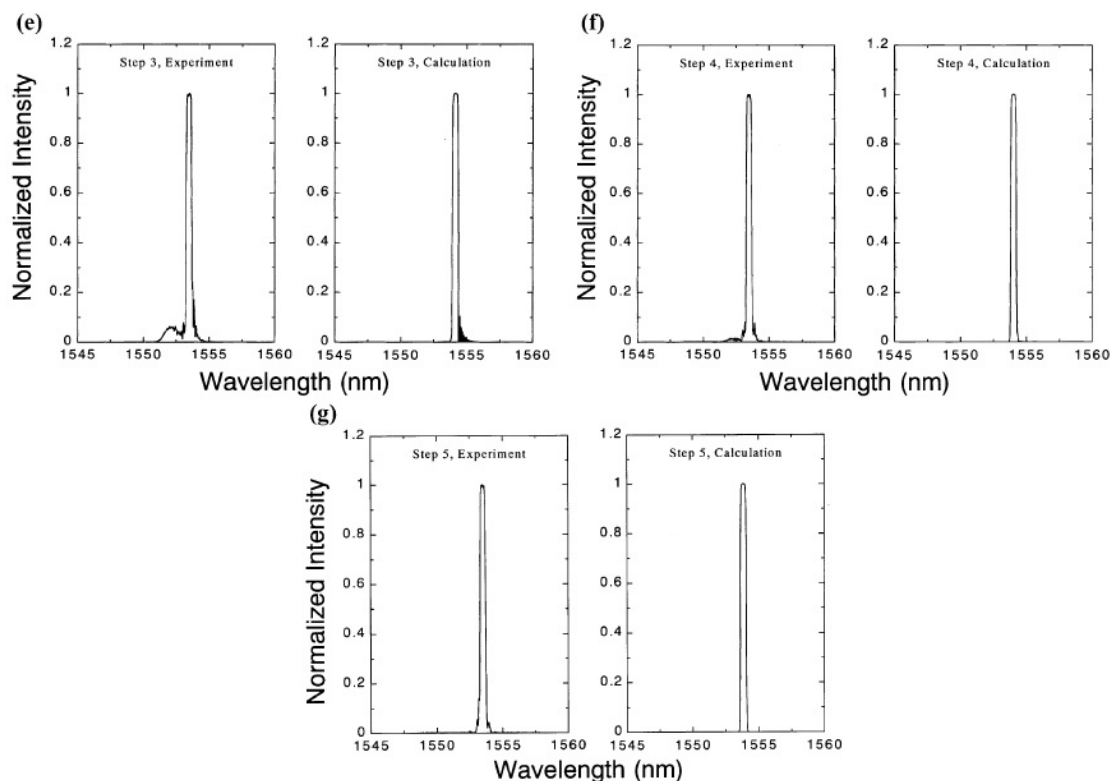 (e)
Step 3, Experiment
Step 3, Calculation
Normalized Intensity
1.2
1
0.8
0.6
0.4
0.2
0
1545 1550 1555 1560
1.2
1
0.8
0.6
0.4
0.2
0
1545 1550 1555 1560
Wavelength (nm)
(f)
Step 4, Experiment
Step 4, Calculation
Normalized Intensity
1.2
1
0.8
0.6
0.4
0.2
0
1545 1550 1555 1560
1.2
1
0.8
0.6
0.4
0.2
0
1545 1550 1555 1560
Wavelength (nm)
(g)
Step 5, Experiment
Step 5, Calculation
Normalized Intensity
1.2
1
0.8
0.6
0.4
0.2
0
1545 1550 1555 1560
1.2
1
0.8
0.6
0.4
0.2
0
1545 1550 1555 1560
Wavelength (nm)